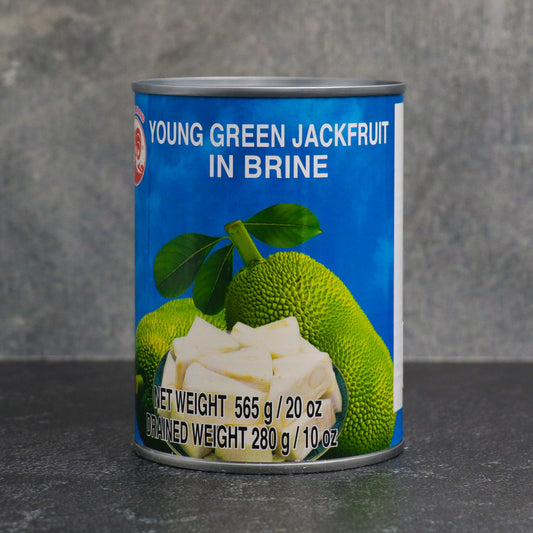 YOUNG GREEN JACKFRUIT
IN BRINE
NET WEIGHT 565 g / 20 oz
DRAINED WEIGHT 280 g / 10 oz